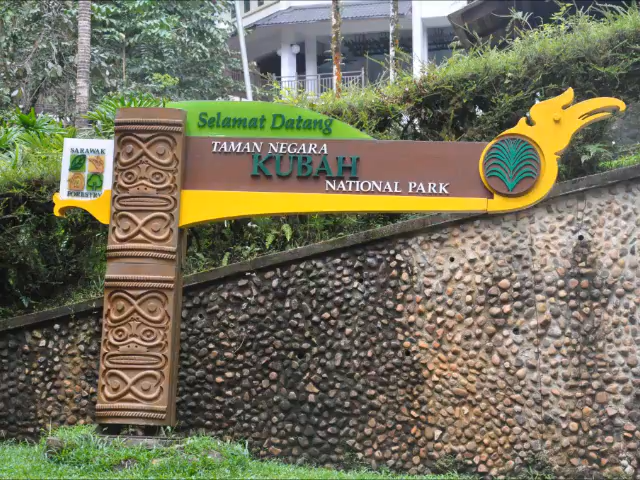 Selamat Datang
SARAWAK
FORESTRY
TAMAN NEGARA
KUBAH
NATIONAL PARK